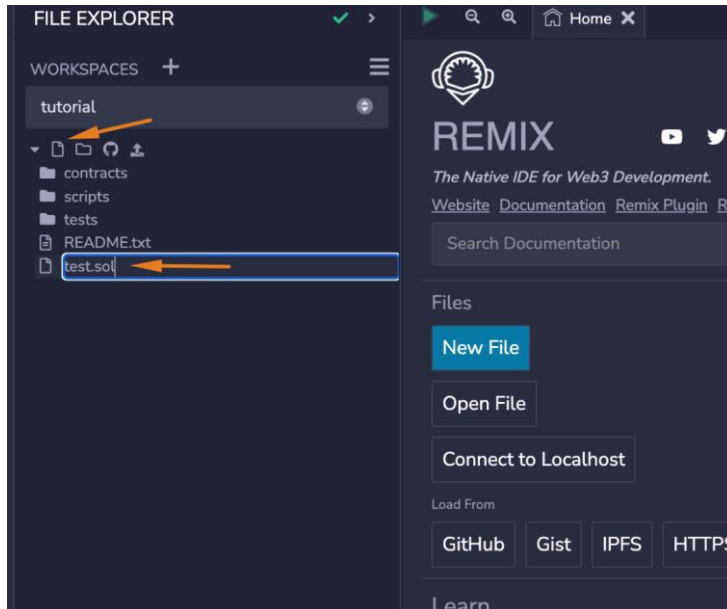 FILE EXPLORER
WORKSPACES
tutorial
contracts
scripts
tests
README.txt
test.sol
Home
REMIX
The Native IDE for Web3 Development.
Website Documentation Remix Plugin R
Search Documentation
Files
New File
Open File
Connect to Localhost
Load From
GitHub Gist IPFS HTTPS
Learn